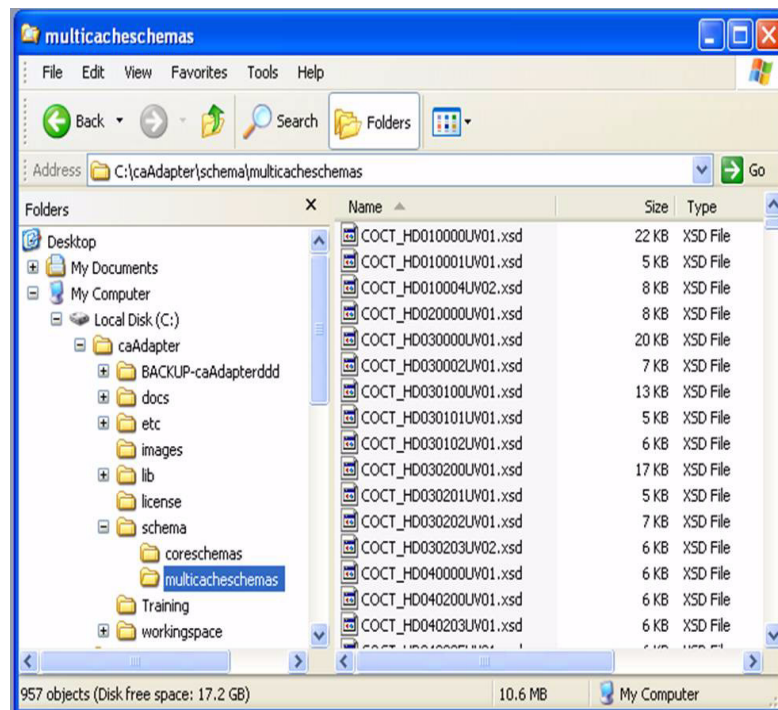 multicacheschemas
File Edit View Favorites Tools Help
Back Search Folders
Address C:\caAdapter\schema\multicacheschemas Go
Folders X
Desktop
My Documents
My Computer
Local Disk (C:)
caAdapter
BACKUP-caAdapterddd
docs
etc
images
lib
license
schema
coreschemas
multicacheschemas
Training
workingspace
Name Size Type
COCT_HD010000UV01.xsd 22 KB XSD File
COCT_HD010001UV01.xsd 5 KB XSD File
COCT_HD010004UV02.xsd 8 KB XSD File
COCT_HD020000UV01.xsd 8 KB XSD File
COCT_HD030000UV01.xsd 20 KB XSD File
COCT_HD030002UV01.xsd 7 KB XSD File
COCT_HD030100UV01.xsd 13 KB XSD File
COCT_HD030101UV01.xsd 5 KB XSD File
COCT_HD030102UV01.xsd 6 KB XSD File
COCT_HD030200UV01.xsd 17 KB XSD File
COCT_HD030201UV01.xsd 5 KB XSD File
COCT_HD030202UV01.xsd 7 KB XSD File
COCT_HD030203UV02.xsd 6 KB XSD File
COCT_HD040000UV01.xsd 6 KB XSD File
COCT_HD040200UV01.xsd 6 KB XSD File
COCT_HD040203UV01.xsd 6 KB XSD File
957 objects (Disk free space: 17.2 GB) 10.6 MB My Computer